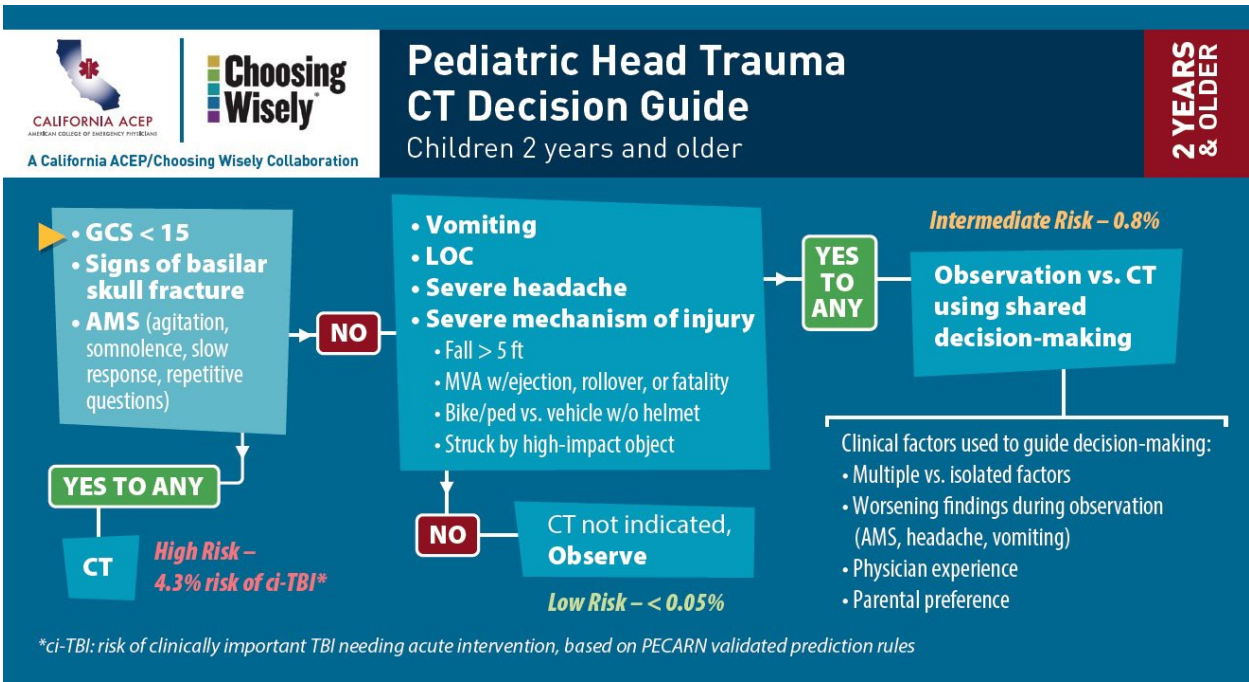 CALIFORNIA ACEP
AMERICAN COLLEGE OF EMERGENCY PHYSICIANS
Choosing
Wisely®
A California ACEP/Choosing Wisely Collaboration
Pediatric Head Trauma
CT Decision Guide
Children 2 years and older
2 YEARS
& OLDER
• GCS < 15
• Signs of basilar
skull fracture
• AMS (agitation,
somnolence, slow
response, repetitive
questions)
NO
YES TO ANY
CT
High Risk –
4.3% risk of ci-TBI*
• Vomiting
• LOC
• Severe headache
• Severe mechanism of injury
• Fall > 5 ft
• MVA w/ejection, rollover, or fatality
• Bike/ped vs. vehicle w/o helmet
• Struck by high-impact object
NO
CT not indicated,
Observe
Low Risk – < 0.05%
YES
TO
ANY
Intermediate Risk – 0.8%
Observation vs. CT
using shared
decision-making
Clinical factors used to guide decision-making:
• Multiple vs. isolated factors
• Worsening findings during observation
(AMS, headache, vomiting)
• Physician experience
• Parental preference
*ci-TBI: risk of clinically important TBI needing acute intervention, based on PECARN validated prediction rules